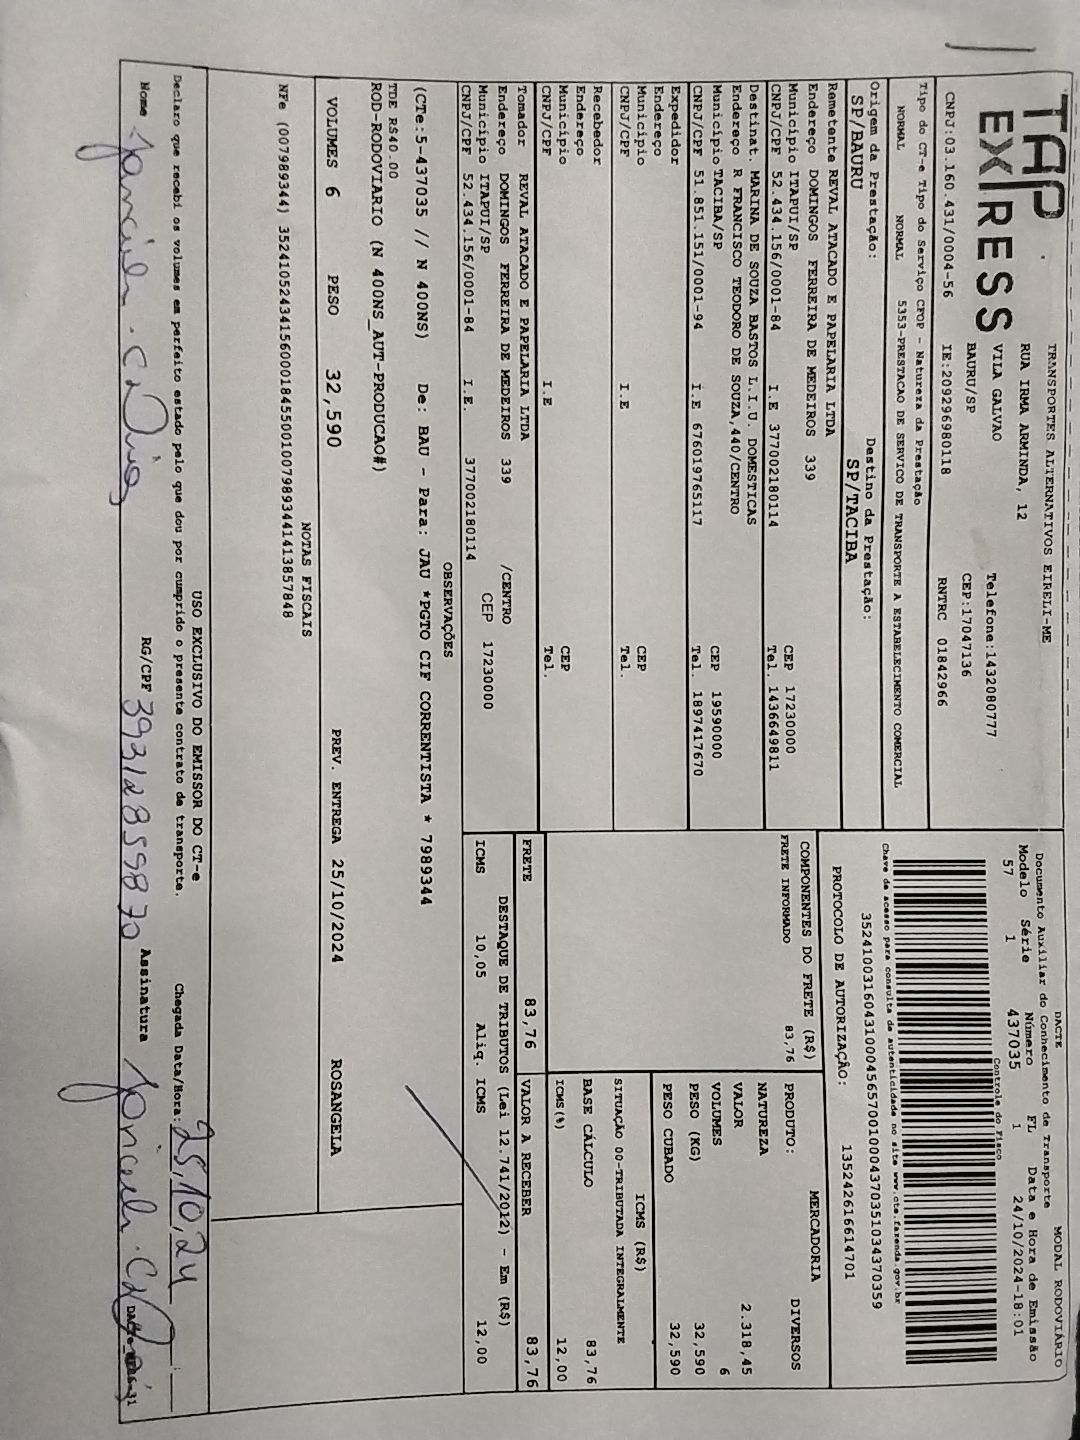 TAP
EXPRESS
TRANSPORTES ALTERNATIVOS EIRELI-ME
RUA IRMA ARMINDA, 12
VILA GALVAO
BAURU/SP
Telefone:1432080777
CEP:17047136
CNPJ:03.160.431/0004-56 IE:209296980118 RNTRC 01842966
Tipo do CT-e Tipo do Serviço CFOP - Natureza da Prestação
NORMAL NORMAL 5353-PRESTACAO DE SERVICO DE TRANSPORTE A ESTABELECIMENTO COMERCIAL
Origem da Prestação: Destino da Prestação:
SP/BAURU SP/TACIBA
Remetente REVAL ATACADO E PAPELARIA LTDA
Endereço DOMINGOS FERREIRA DE MEDEIROS 339
Município ITAPUI/SP CEP 17230000
CNPJ/CPF 52.434.156/0001-84 I.E 377002180114 Tel. 1436649811
Destinat. MARINA DE SOUZA BASTOS L.I.U. DOMESTICAS
Endereço R FRANCISCO TEODORO DE SOUZA,440/CENTRO
Município TACIBA/SP CEP 19590000
CNPJ/CPF 51.851.151/0001-94 I.E 676019765117 Tel. 1897417670
Expedidor
Endereço
Município CEP
CNPJ/CPF I.E Tel.
Recebedor
Endereço
Município CEP
CNPJ/CPF I.E Tel.
Tomador REVAL ATACADO E PAPELARIA LTDA
Endereço DOMINGOS FERREIRA DE MEDEIROS 339 /CENTRO
Município ITAPUI/SP CEP 17230000
CNPJ/CPF 52.434.156/0001-84 I.E. 377002180114
DACTE MODAL RODOVIÁRIO
Documento Auxiliar do Conhecimento de Transporte
Modelo Série Número FL Data e Hora de Emissão
57 1 437035 1 24/10/2024-18:01
Controle do Fisco
Chave de acesso para consulta de autenticidade no site www.cte.fazenda.gov.br
35241003160431000456570010004370351034370359
PROTOCOLO DE AUTORIZAÇÃO: 135242616614701
COMPONENTES DO FRETE (R$)
FRETE INFORMADO 83,76
MERCADORIA
PRODUTO: DIVERSOS
NATUREZA
VALOR 2.318,45
VOLUMES 6
PESO (KG) 32,590
PESO CUBADO 32,590
ICMS (R$)
SITUAÇÃO 00-TRIBUTADA INTEGRALMENTE
BASE CÁLCULO 83,76
ICMS(%) 12,00
FRETE 83,76 VALOR A RECEBER 83,76
DESTAQUE DE TRIBUTOS (Lei 12.741/2012) - Em (R$)
ICMS 10,05 Aliq. ICMS 12,00
OBSERVAÇÕES
(CTe:5-437035 // N 400NS) De: BAU - Para: JAU *PGTO CIF CORRENTISTA * 7989344
TDE R$40.00
ROD-RODOVIARIO (N 400NS_AUT-PRODUCAO#)
VOLUMES 6 PESO 32,590 PREV. ENTREGA 25/10/2024 ROSANGELA
NOTAS FISCAIS
NFe (007989344) 35241052434156000184550010079893441413857848
USO EXCLUSIVO DO EMISSOR DO CT-e
Declaro que recebi os volumes em perfeito estado pelo que dou por cumprido o presente contrato de transporte. Chegada Data/Hora: 25/10/24
Nome RG/CPF 39312859870 Assinatura